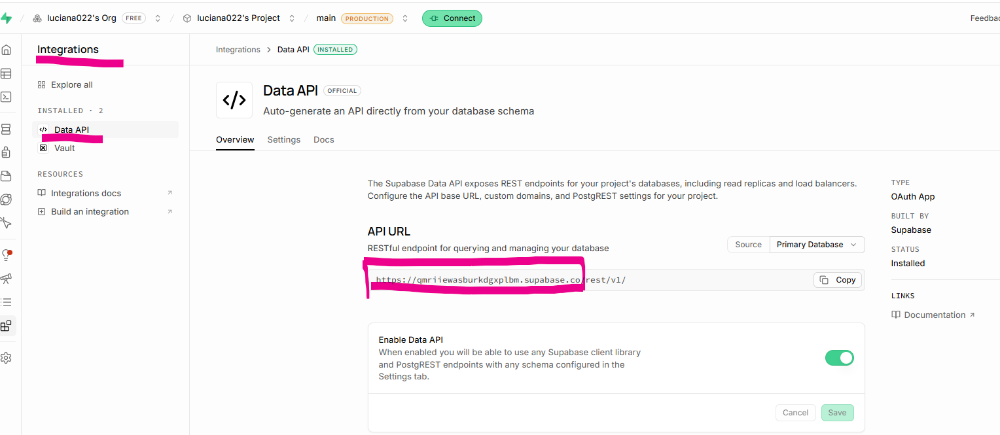 luciana022's Org FREE luciana022's Project main PRODUCTION Connect
Integrations
Explore all
INSTALLED · 2
Data API
Vault
RESOURCES
Integrations docs
Build an integration
Integrations > Data API INSTALLED
Data API OFFICIAL
Auto-generate an API directly from your database schema
Overview Settings Docs
The Supabase Data API exposes REST endpoints for your project's databases, including read replicas and load balancers.
Configure the API base URL, custom domains, and PostgREST settings for your project.
API URL
RESTful endpoint for querying and managing your database
Source Primary Database
https://qmriiewasburkdgxplbm.supabase.co/rest/v1/
Copy
Enable Data API
When enabled you will be able to use any Supabase client library
and PostgREST endpoints with any schema configured in the
Settings tab.
Cancel Save
TYPE
OAuth App
BUILT BY
Supabase
STATUS
Installed
LINKS
Documentation